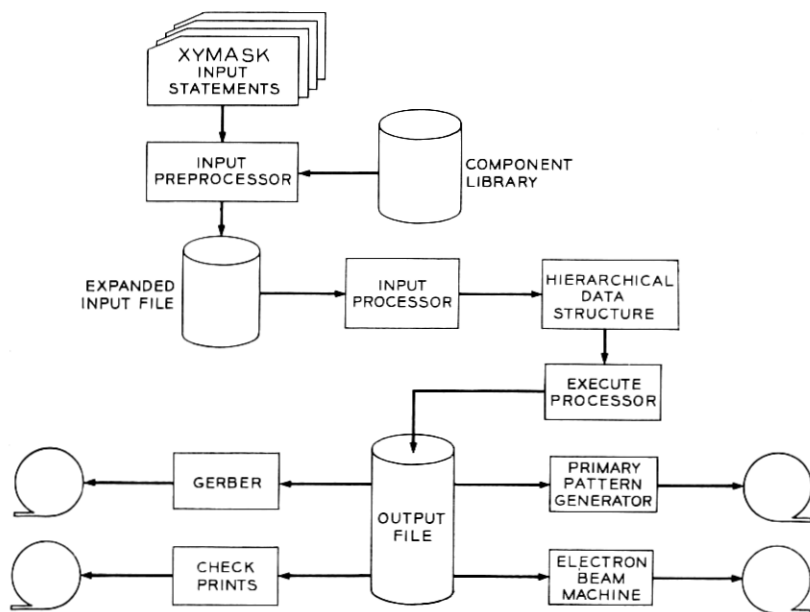 XYMASK
INPUT
STATEMENTS
INPUT
PREPROCESSOR
COMPONENT
LIBRARY
EXPANDED
INPUT FILE
INPUT
PROCESSOR
HIERARCHICAL
DATA
STRUCTURE
EXECUTE
PROCESSOR
GERBER
OUTPUT
FILE
PRIMARY
PATTERN
GENERATOR
CHECK
PRINTS
ELECTRON
BEAM
MACHINE